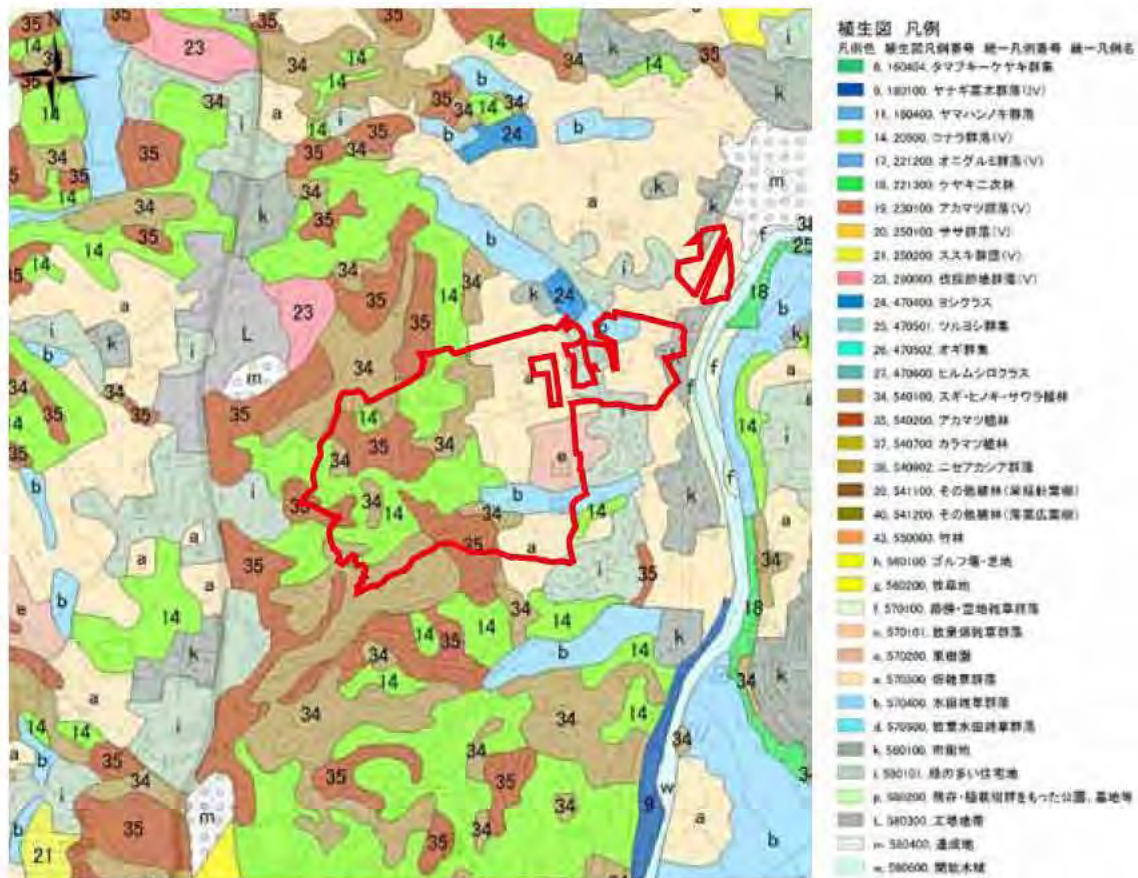 植生図 凡例
凡例色 植生図凡例番号 統一凡例番号 統一凡例名
6, 160404, タマブキーケヤキ群集
9, 180100, ヤナギ高木群落(IV)
11, 180400, ヤマハンノキ群落
14, 20500, コナラ群落(V)
17, 221200, オニグルミ群落(V)
18, 221300, ケヤキ二次林
19, 230100, アカマツ群落(V)
20, 250100, ササ群落(V)
21, 250200, ススキ群団(V)
23, 260000, 伐採跡地群落(V)
24, 470400, ヨシクラス
25, 470501, ツルヨシ群集
26, 470502, オギ群集
27, 470600, ヒルムシロクラス
34, 540100, スギ・ヒノキ・サワラ植林
35, 540200, アカマツ植林
37, 540700, カラマツ植林
38, 540902, ニセアカシア群落
39, 541100, その他植林(常緑針葉樹)
40, 541200, その他植林(落葉広葉樹)
43, 550000, 竹林
h, 560100, ゴルフ場・芝地
g, 560200, 牧草地
f, 570100, 路傍・空地雑草群落
570101, 放棄畑雑草群落
e, 570200, 果樹園
a, 570300, 畑雑草群落
b, 570400, 水田雑草群落
d, 570500, 放棄水田雑草群落
k, 580100, 市街地
i, 580101, 緑の多い住宅地
p, 580200, 残存・植栽樹群をもった公園、墓地等
L, 580300, 工場地帯
m, 580400, 造成地
w, 580600, 開放水域
N
35
14
23
34
24
a
b
i
k
m
L
e
f
18
25
9
w
21